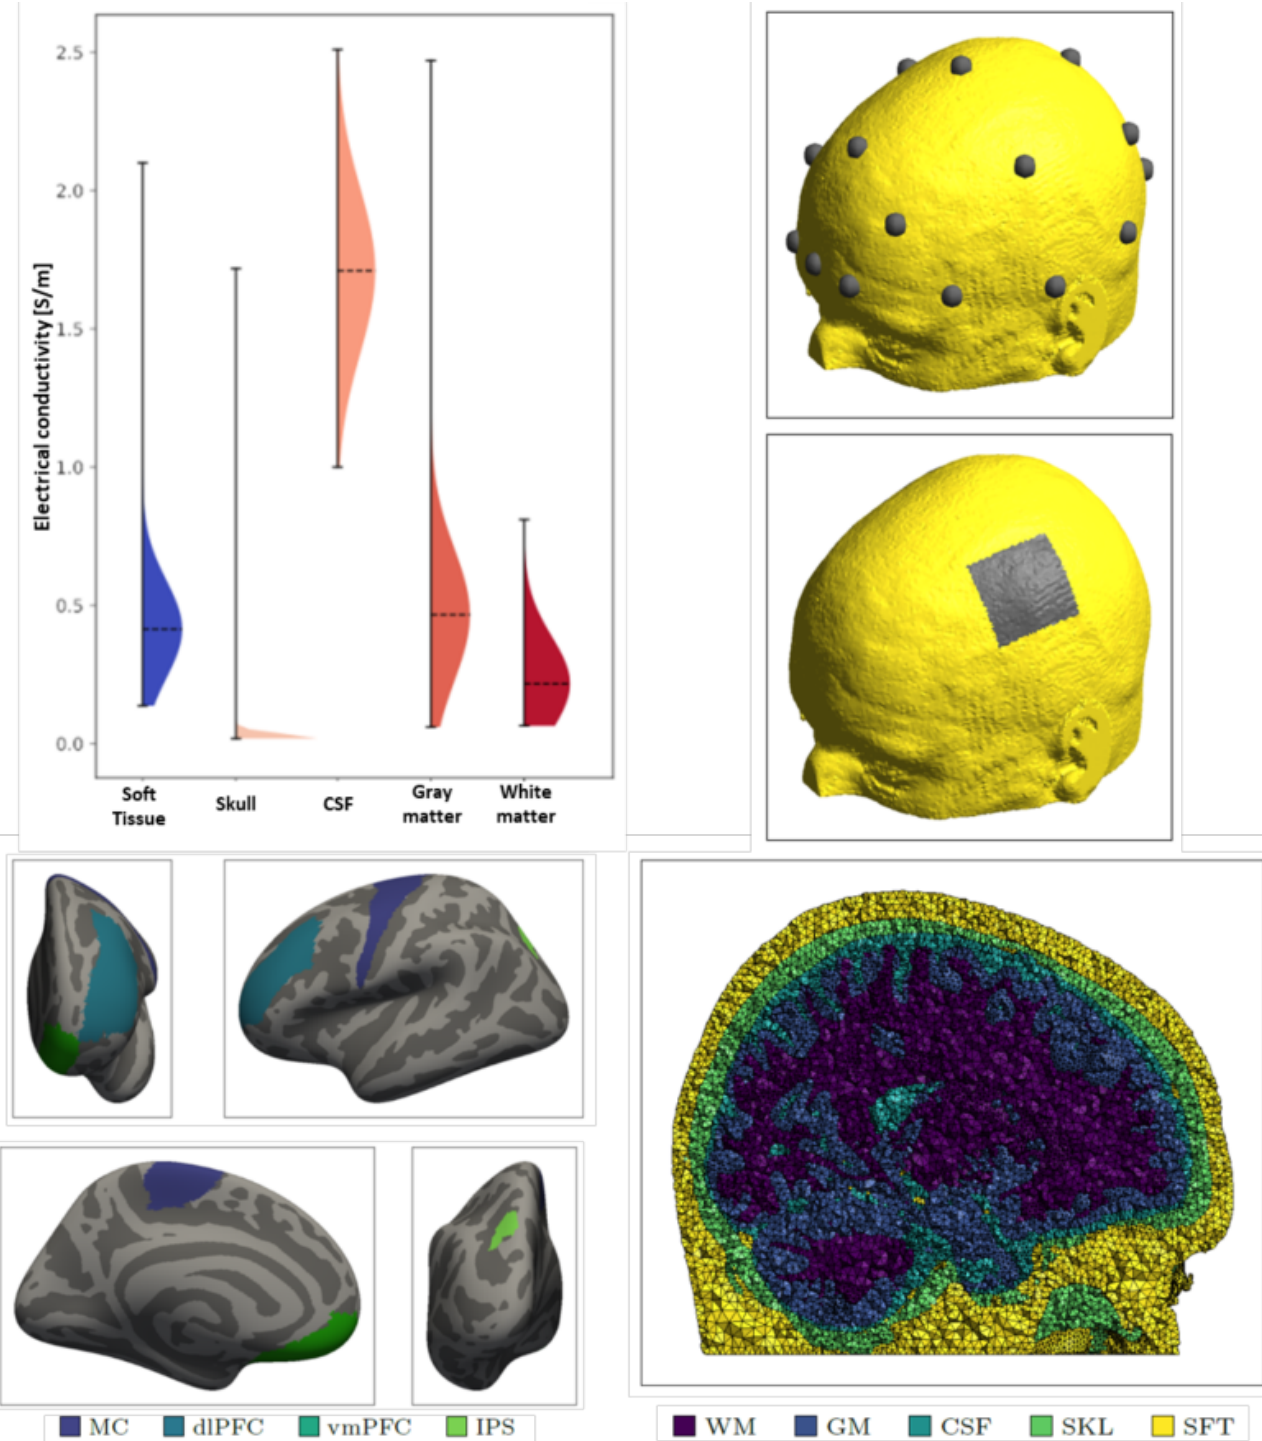 Electrical conductivity [S/m]
2.5
2.0
1.5
1.0
0.5
0.0
Soft
Tissue
Skull
CSF
Gray
matter
White
matter
MC dlPFC vmPFC IPS
WM GM CSF SKL SFT